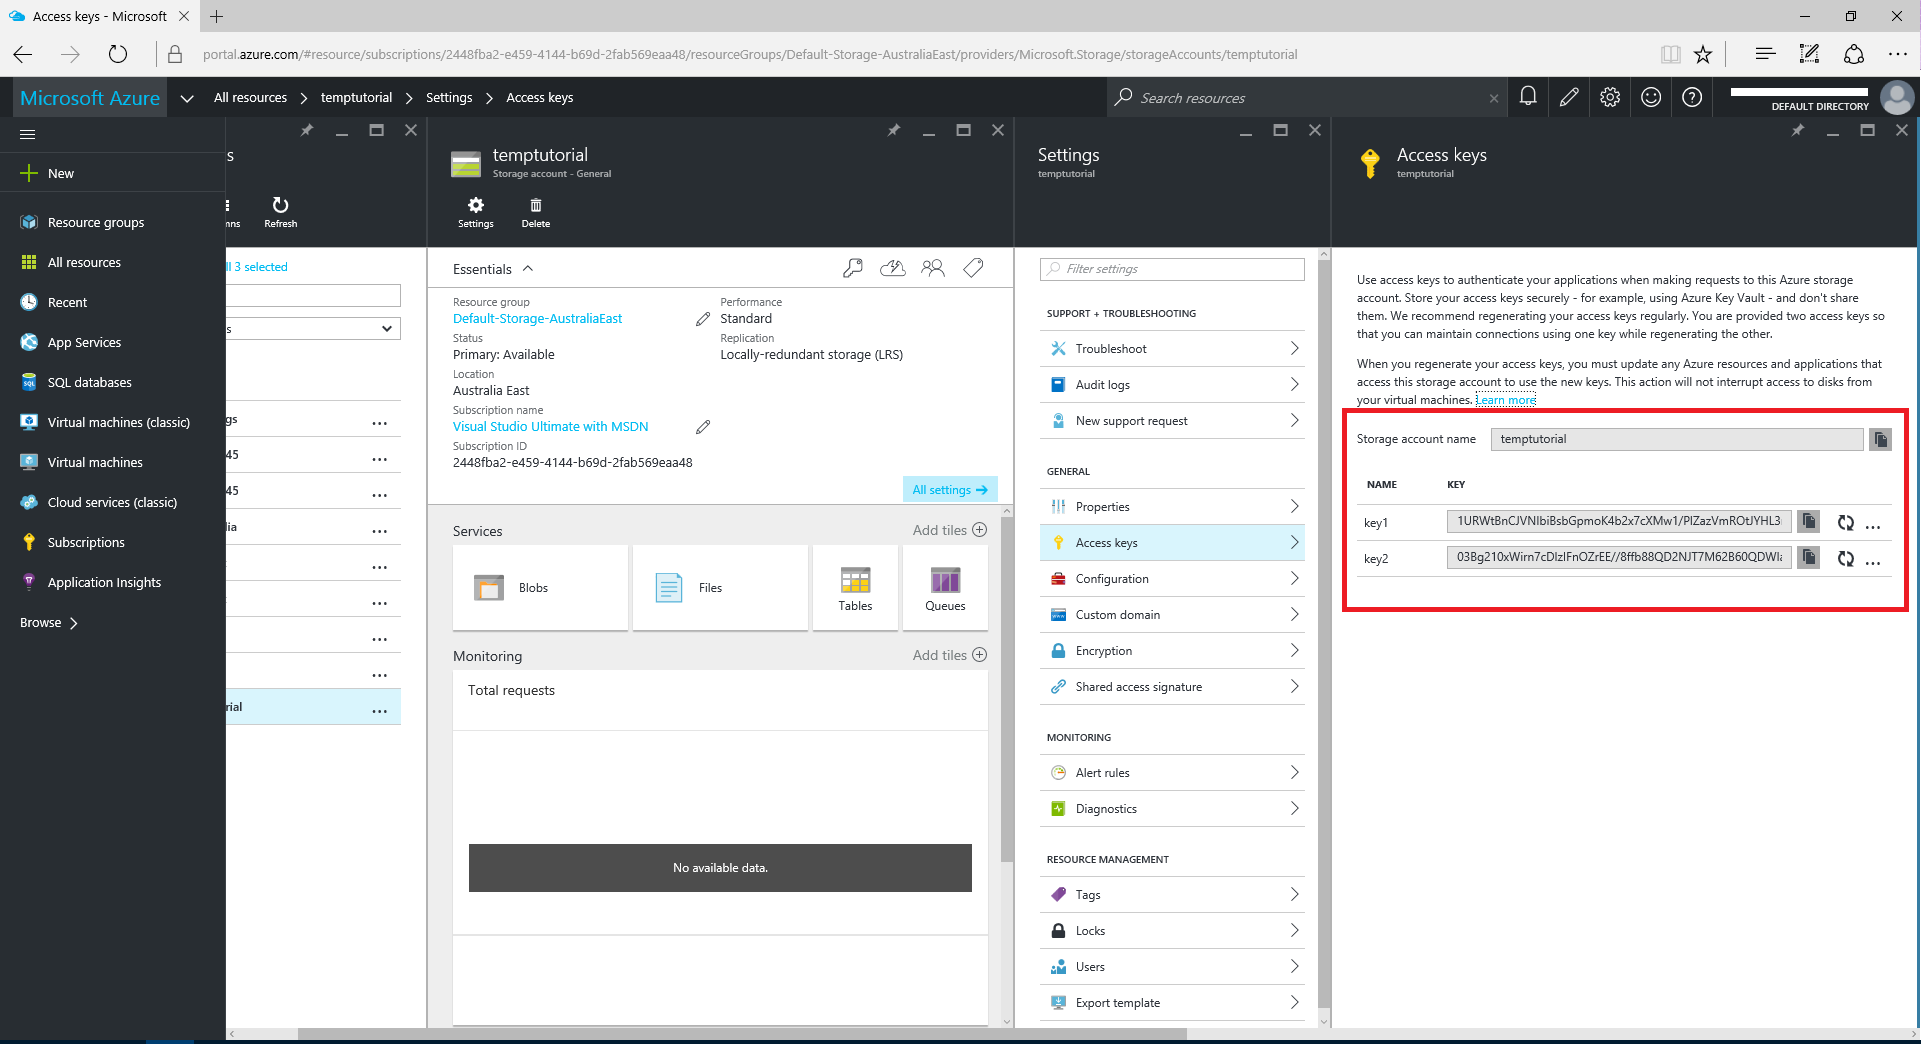 Access keys - Microsoft
portal.azure.com/#resource/subscriptions/2448fba2-e459-4144-b69d-2fab569eaa48/resourceGroups/Default-Storage-AustraliaEast/providers/Microsoft.Storage/storageAccounts/temptutorial
Microsoft Azure
All resources
temptutorial
Settings
Access keys
Search resources
DEFAULT DIRECTORY
New
Resource groups
All resources
Recent
App Services
SQL databases
Virtual machines (classic)
Virtual machines
Cloud services (classic)
Subscriptions
Application Insights
Browse
s
mns
Refresh
ll 3 selected
s
gs
45
45
lia
rial
temptutorial
Storage account - General
Settings
Delete
Essentials
Resource group
Default-Storage-AustraliaEast
Status
Primary: Available
Location
Australia East
Subscription name
Visual Studio Ultimate with MSDN
Subscription ID
2448fba2-e459-4144-b69d-2fab569eaa48
Performance
Standard
Replication
Locally-redundant storage (LRS)
All settings
Services
Add tiles
Blobs
Files
Tables
Queues
Monitoring
Add tiles
Total requests
No available data.
Settings
temptutorial
Filter settings
SUPPORT + TROUBLESHOOTING
Troubleshoot
Audit logs
New support request
GENERAL
Properties
Access keys
Configuration
Custom domain
Encryption
Shared access signature
MONITORING
Alert rules
Diagnostics
RESOURCE MANAGEMENT
Tags
Locks
Users
Export template
Access keys
temptutorial
Use access keys to authenticate your applications when making requests to this Azure storage
account. Store your access keys securely - for example, using Azure Key Vault - and don't share
them. We recommend regenerating your access keys regularly. You are provided two access keys so
that you can maintain connections using one key while regenerating the other.
When you regenerate your access keys, you must update any Azure resources and applications that
access this storage account to use the new keys. This action will not interrupt access to disks from
your virtual machines. Learn more
Storage account name
temptutorial
NAME
KEY
key1
key2